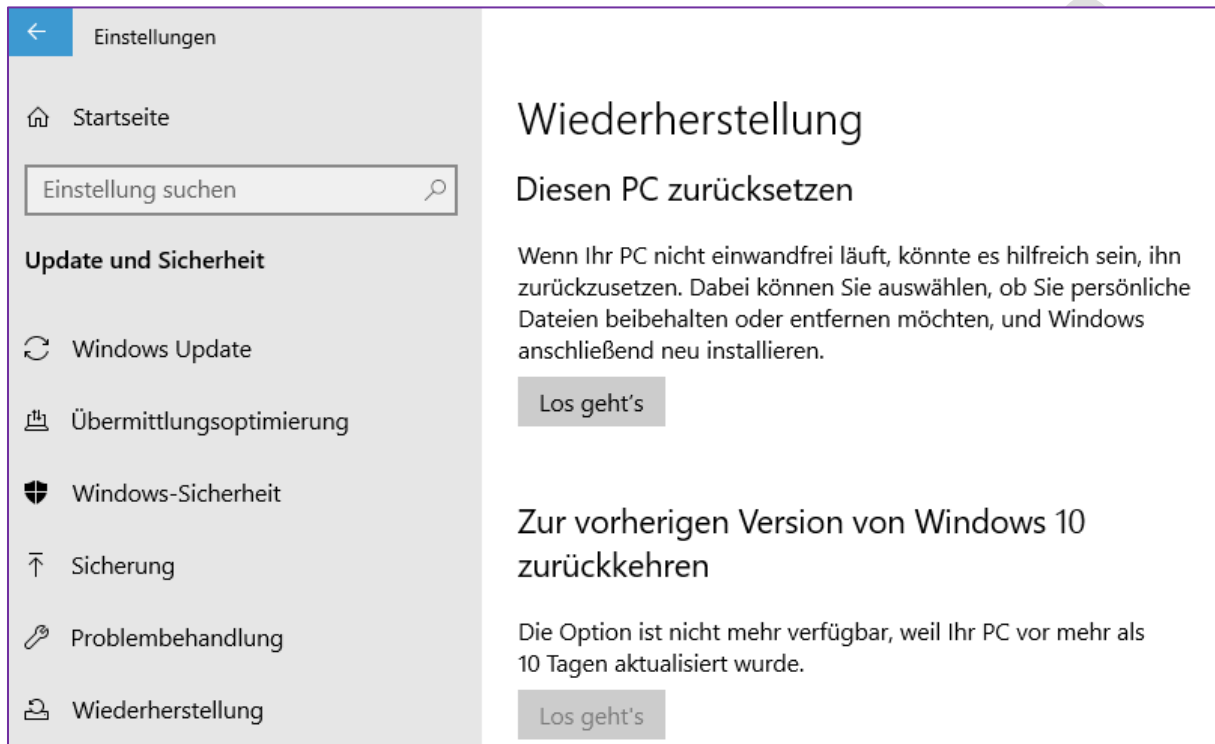 Einstellungen
Startseite
Einstellung suchen
Update und Sicherheit
Windows Update
Übermittlungsoptimierung
Windows-Sicherheit
Sicherung
Problembehandlung
Wiederherstellung
Wiederherstellung
Diesen PC zurücksetzen
Wenn Ihr PC nicht einwandfrei läuft, könnte es hilfreich sein, ihn
zurückzusetzen. Dabei können Sie auswählen, ob Sie persönliche
Dateien beibehalten oder entfernen möchten, und Windows
anschließend neu installieren.
Los geht’s
Zur vorherigen Version von Windows 10
zurückkehren
Die Option ist nicht mehr verfügbar, weil Ihr PC vor mehr als
10 Tagen aktualisiert wurde.
Los geht's